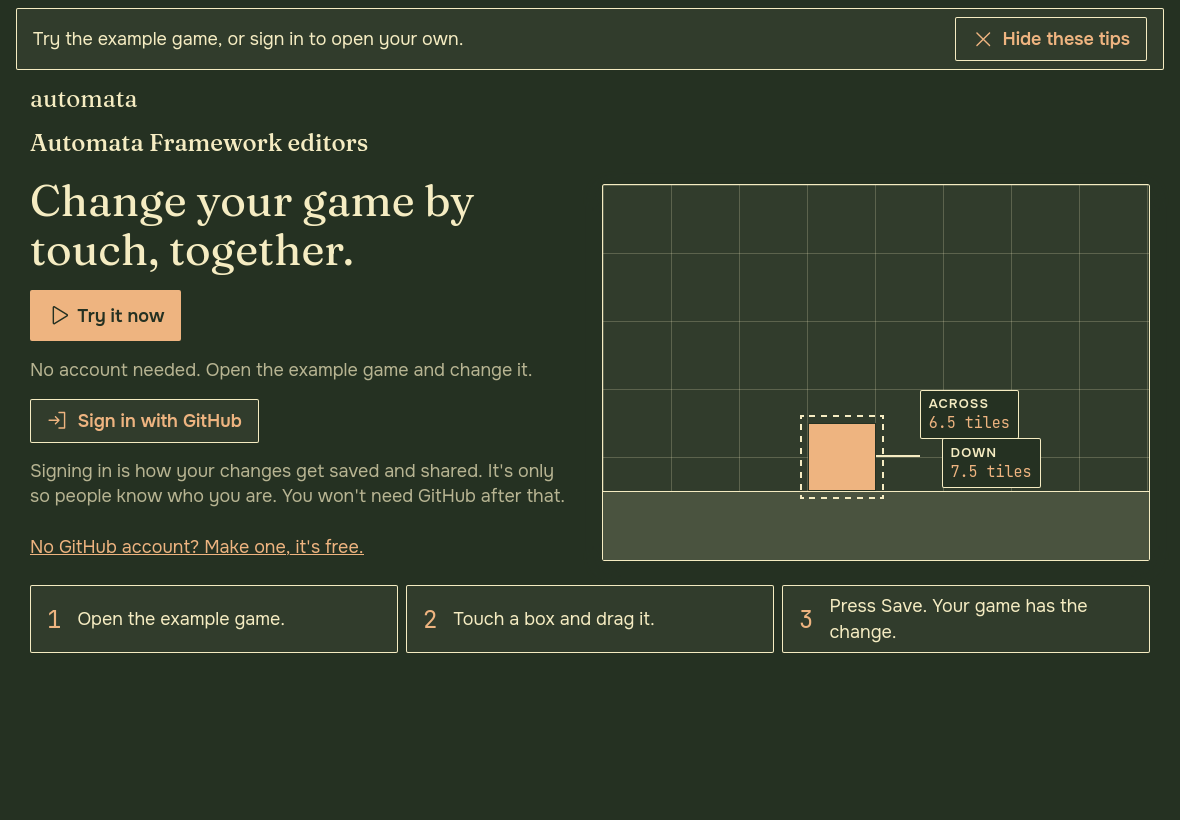 Try the example game, or sign in to open your own.
Hide these tips
automata
Automata Framework editors
Change your game by
touch, together.
Try it now
No account needed. Open the example game and change it.
Sign in with GitHub
Signing in is how your changes get saved and shared. It's only
so people know who you are. You won't need GitHub after that.
No GitHub account? Make one, it's free.
ACROSS
6.5 tiles
DOWN
7.5 tiles
1 Open the example game.
2 Touch a box and drag it.
3 Press Save. Your game has the
change.